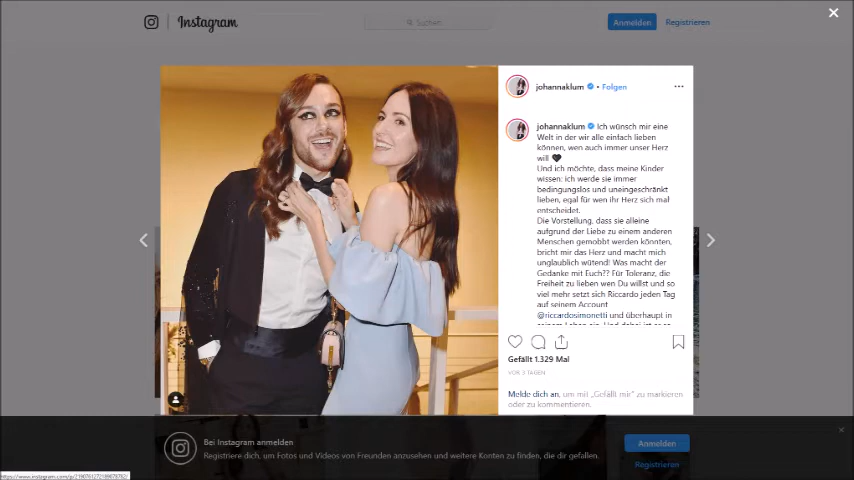 Instagram
Suchen
Anmelden
Registrieren
johannaklum • Folgen
johannaklum Ich wünsch mir eine
Welt in der wir alle einfach lieben
können, wen auch immer unser Herz
will
Und ich möchte, dass meine Kinder
wissen: ich werde sie immer
bedingungslos und uneingeschränkt
lieben, egal für wen ihr Herz sich mal
entscheidet.
Die Vorstellung, dass sie alleine
aufgrund der Liebe zu einem anderen
Menschen gemobbt werden könnten,
bricht mir das Herz und macht mich
unglaublich wütend! Was macht der
Gedanke mit Euch?? Für Toleranz, die
Freiheit zu lieben wen Du willst und so
viel mehr setzt sich Riccardo jeden Tag
auf seinem Account
@riccardosimonetti und überhaupt in
Gefällt 1.329 Mal
VOR 3 TAGEN
Melde dich an, um mit „Gefällt mir“ zu markieren
oder zu kommentieren.
Bei Instagram anmelden
Registriere dich, um Fotos und Videos von Freunden anzusehen und weitere Konten zu finden, die dir gefallen.
Anmelden
Registrieren